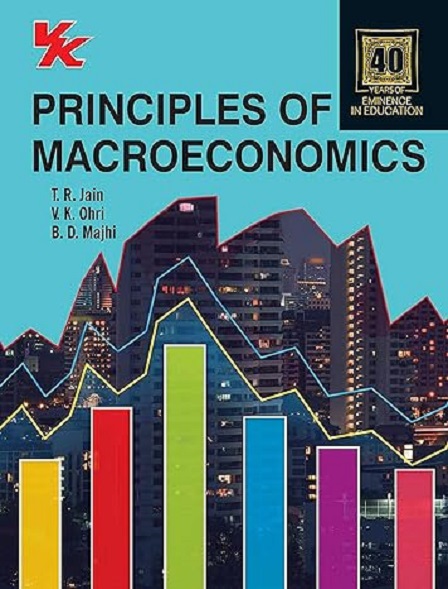 VK
40
YEARS OF
EMINENCE
IN EDUCATION
PRINCIPLES OF
MACROECONOMICS
T. R. Jain
V. K. Ohri
B. D. Majhi